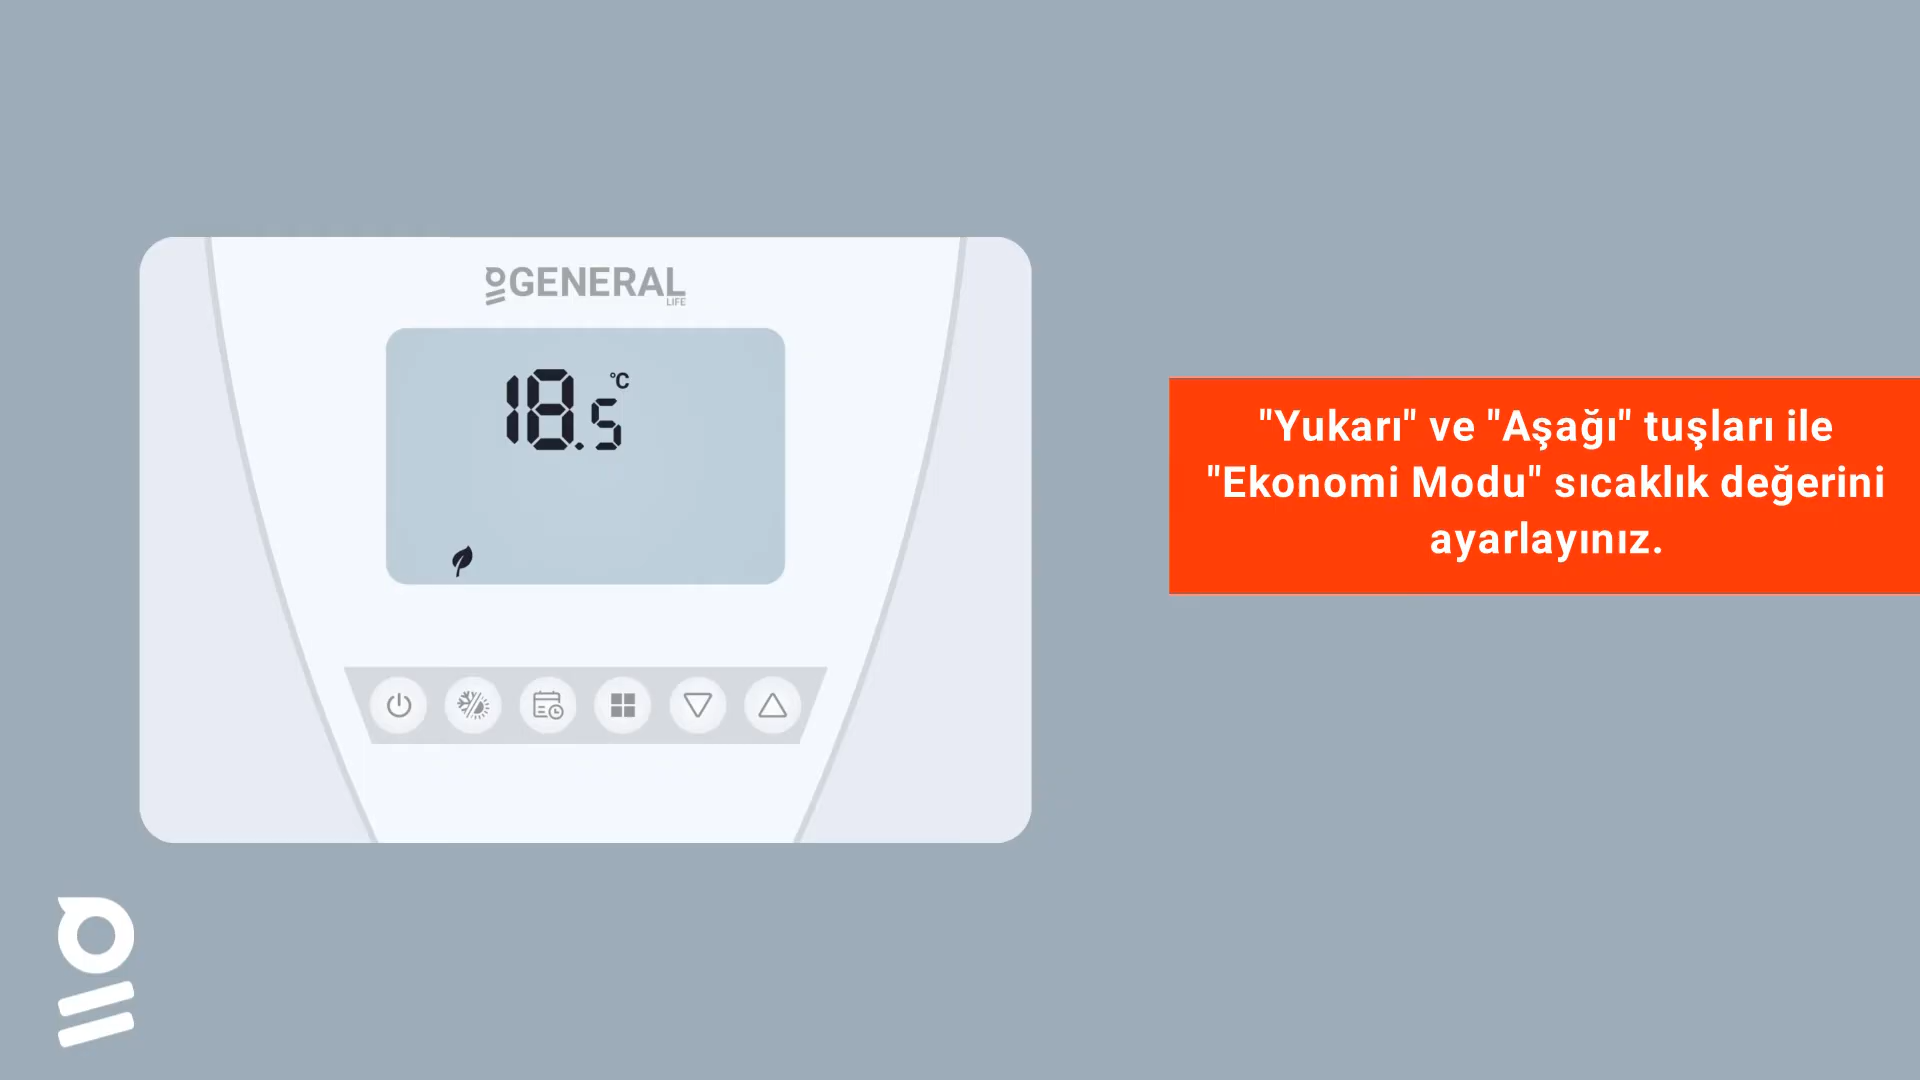 GENERAL
LIFE
18.5 °C
"Yukarı" ve "Aşağı" tuşları ile
"Ekonomi Modu" sıcaklık değerini
ayarlayınız.